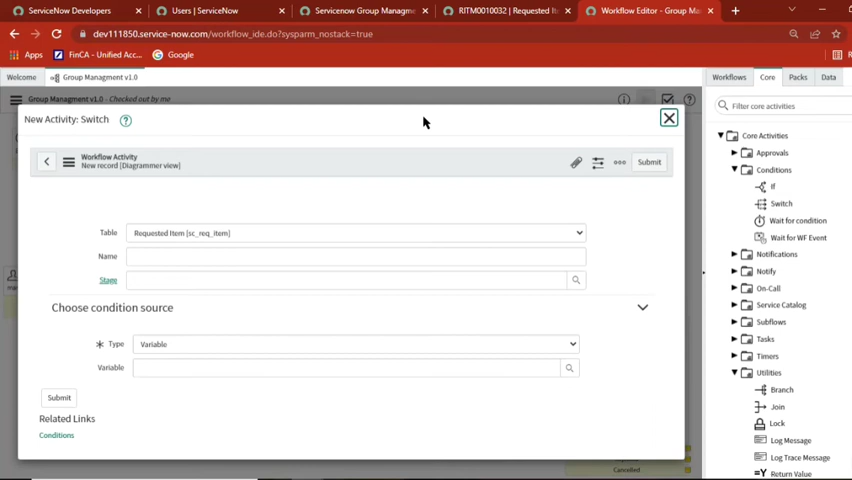 ServiceNow Developers
Users | ServiceNow
Servicenow Group Managme
RITM0010032 | Requested It
Workflow Editor - Group Ma
dev111850.service-now.com/workflow_ide.do?sysparm_nostack=true
Apps
FinCA - Unified Acc...
Google
Welcome
Group Managment v1.0
Workflows
Core
Packs
Data
Group Managment v1.0 - Checked out by me
Filter core activities
New Activity: Switch
Workflow Activity
New record [Diagrammer view]
Submit
Table
Requested Item [sc_req_item]
Name
Stage
Choose condition source
Type
Variable
Variable
Submit
Related Links
Conditions
Core Activities
Approvals
Conditions
If
Switch
Wait for condition
Wait for WF Event
Notifications
Notify
On-Call
Service Catalog
Subflows
Tasks
Timers
Utilities
Branch
Join
Lock
Log Message
Log Trace Message
Return Value
Cancelled